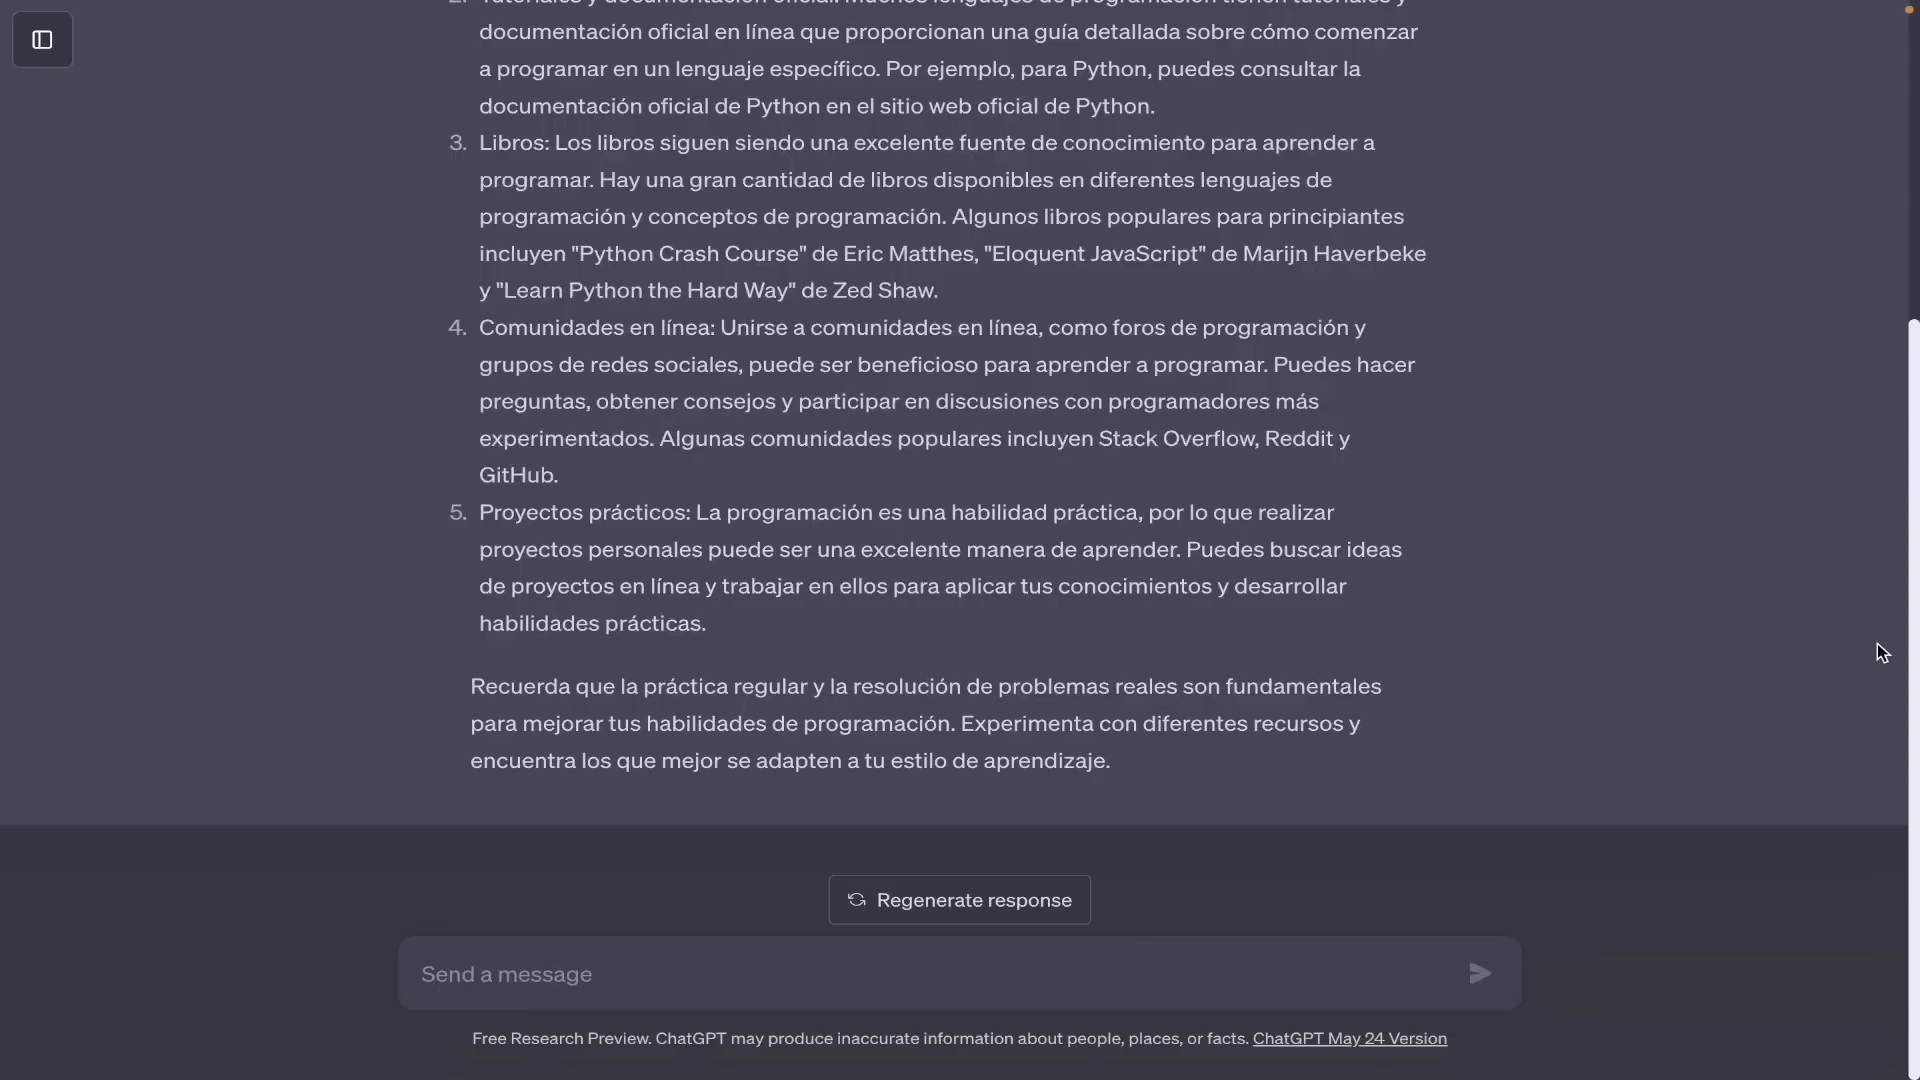 2. Tutoriales y documentación oficial: Muchos lenguajes de programación tienen tutoriales y
documentación oficial en línea que proporcionan una guía detallada sobre cómo comenzar
a programar en un lenguaje específico. Por ejemplo, para Python, puedes consultar la
documentación oficial de Python en el sitio web oficial de Python.
3. Libros: Los libros siguen siendo una excelente fuente de conocimiento para aprender a
programar. Hay una gran cantidad de libros disponibles en diferentes lenguajes de
programación y conceptos de programación. Algunos libros populares para principiantes
incluyen "Python Crash Course" de Eric Matthes, "Eloquent JavaScript" de Marijn Haverbeke
y "Learn Python the Hard Way" de Zed Shaw.
4. Comunidades en línea: Unirse a comunidades en línea, como foros de programación y
grupos de redes sociales, puede ser beneficioso para aprender a programar. Puedes hacer
preguntas, obtener consejos y participar en discusiones con programadores más
experimentados. Algunas comunidades populares incluyen Stack Overflow, Reddit y
GitHub.
5. Proyectos prácticos: La programación es una habilidad práctica, por lo que realizar
proyectos personales puede ser una excelente manera de aprender. Puedes buscar ideas
de proyectos en línea y trabajar en ellos para aplicar tus conocimientos y desarrollar
habilidades prácticas.
Recuerda que la práctica regular y la resolución de problemas reales son fundamentales
para mejorar tus habilidades de programación. Experimenta con diferentes recursos y
encuentra los que mejor se adapten a tu estilo de aprendizaje.
Regenerate response
Send a message
Free Research Preview. ChatGPT may produce inaccurate information about people, places, or facts. ChatGPT May 24 Version